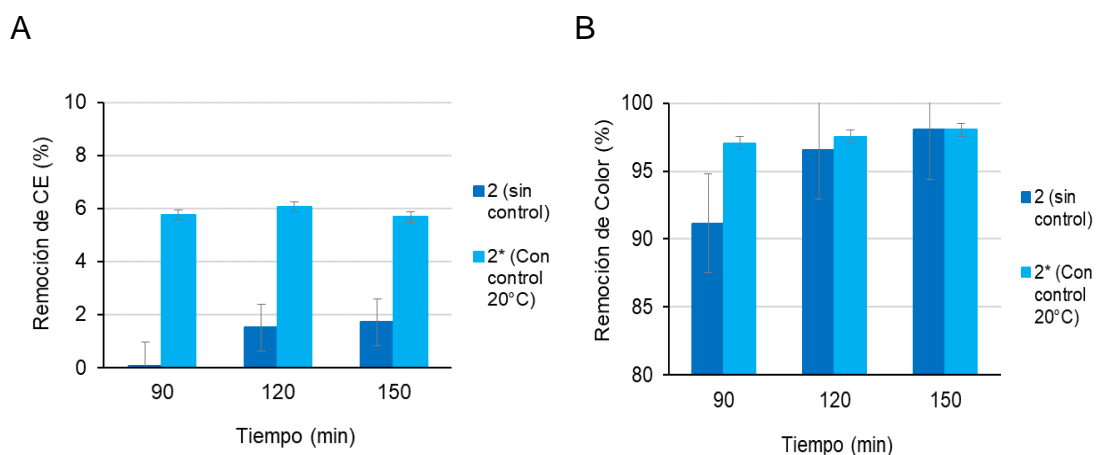 A
Remoción de CE (%)
10
8
6
4
2
0
90
120
150
Tiempo (min)
2 (sin
control)
2* (Con
control
20°C)
B
Remoción de Color (%)
100
95
90
85
80
90
120
150
Tiempo (min)
2 (sin
control)
2* (Con
control
20°C)